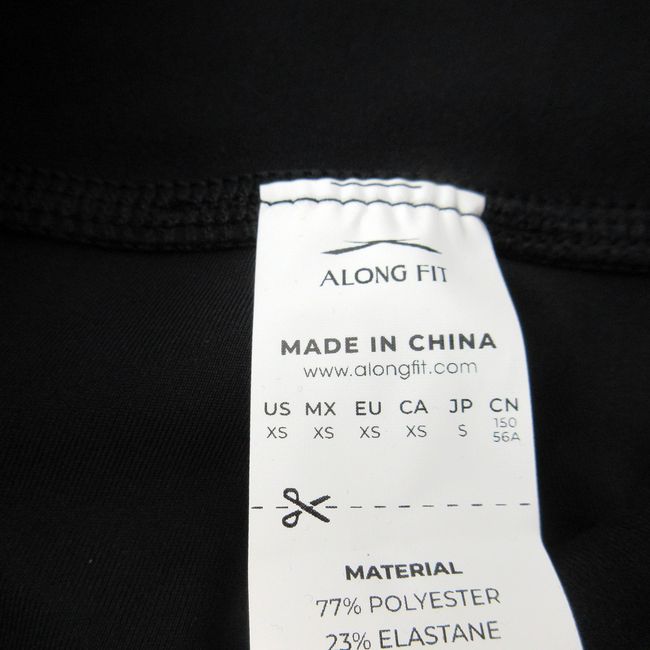 ALONG FIT
MADE IN CHINA
www.alongfit.com
US MX EU CA JP CN
XS XS XS XS S 150
56A
MATERIAL
77% POLYESTER
23% ELASTANE